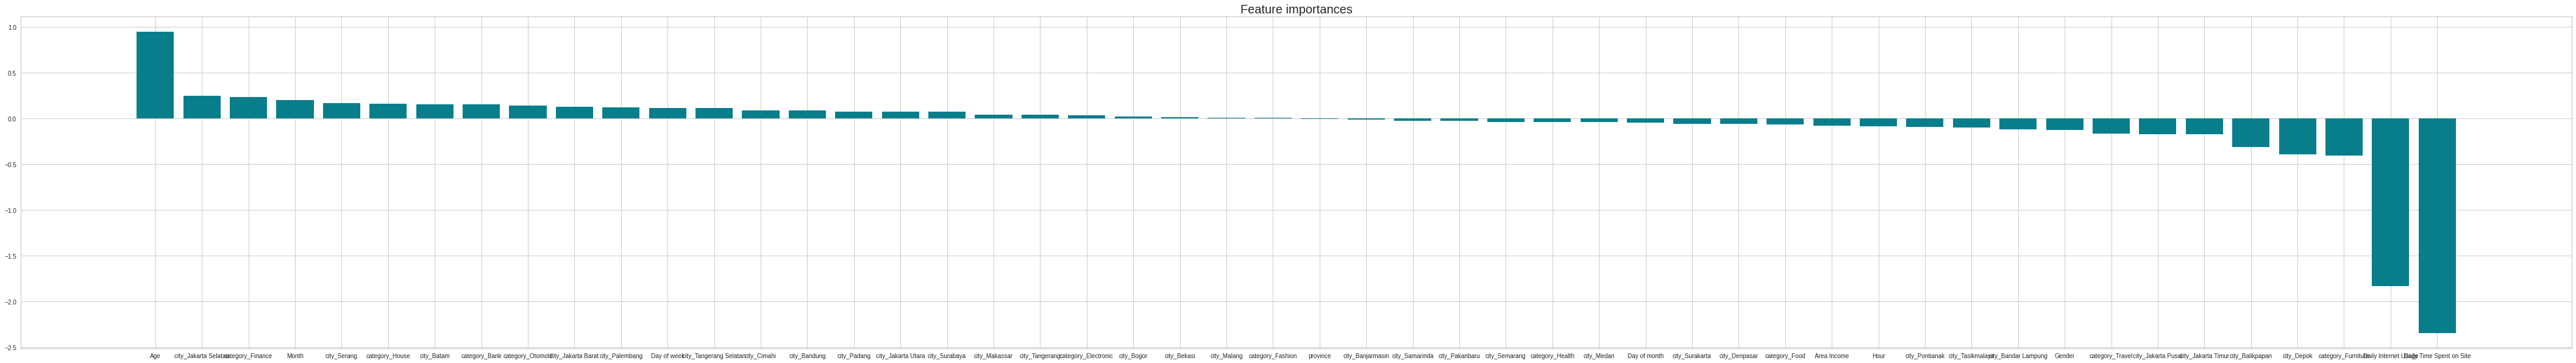 Feature importances
1.0
0.5
0.0
−0.5
−1.0
−1.5
−2.0
−2.5
Age
city_Jakarta Selatan
category_Finance
Month
city_Serang
category_House
city_Batam
category_Bank
category_Otomotif
city_Jakarta Barat
city_Palembang
Day of week
city_Tangerang Selatan
city_Cimahi
city_Bandung
city_Padang
city_Jakarta Utara
city_Surabaya
city_Makassar
city_Tangerang
category_Electronic
city_Bogor
city_Bekasi
city_Malang
category_Fashion
province
city_Banjarmasin
city_Samarinda
city_Pakanbaru
city_Semarang
category_Health
city_Medan
Day of month
city_Surakarta
city_Denpasar
category_Food
Area Income
Hour
city_Pontianak
city_Tasikmalaya
city_Bandar Lampung
Gender
category_Travel
city_Jakarta Pusat
city_Jakarta Timur
city_Balikpapan
city_Depok
category_Furniture
Daily Internet Usage
Daily Time Spent on Site